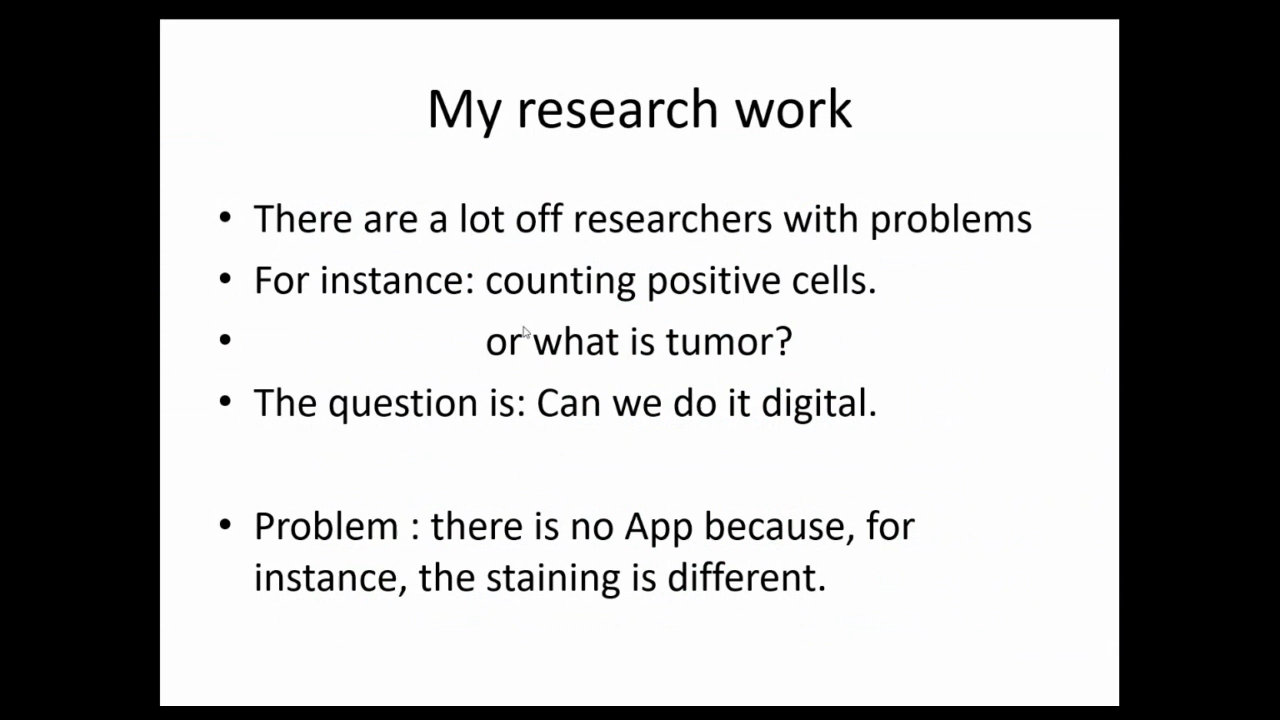 My research work
• There are a lot off researchers with problems
• For instance: counting positive cells.
• or what is tumor?
• The question is: Can we do it digital.
• Problem : there is no App because, for
instance, the staining is different.